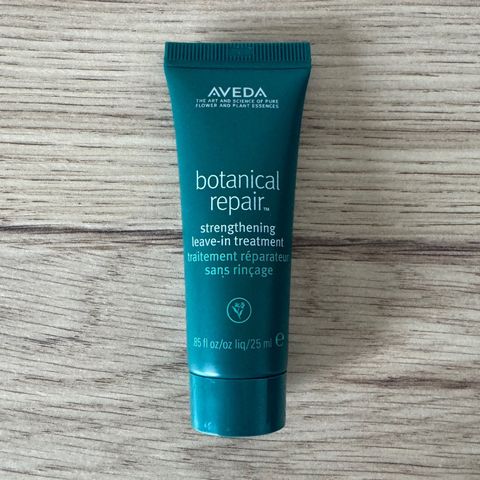 AVEDA
THE ART AND SCIENCE OF PURE
FLOWER AND PLANT ESSENCES
botanical
repair™
strengthening
leave-in treatment
traitement réparateur
sans rinçage
.85 fl oz/oz liq/25 ml ℮